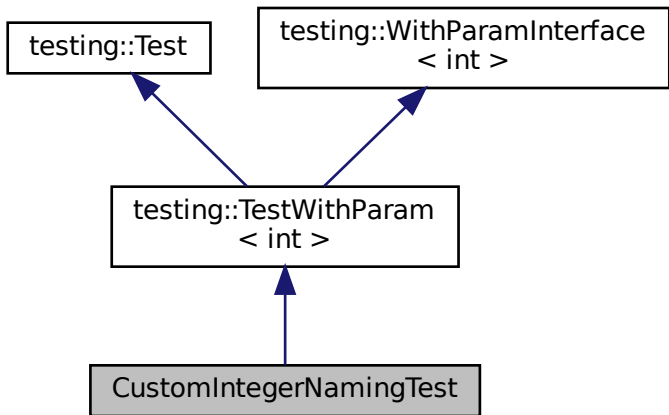 testing::Test
testing::WithParamInterface
< int >
testing::TestWithParam
< int >
CustomIntegerNamingTest